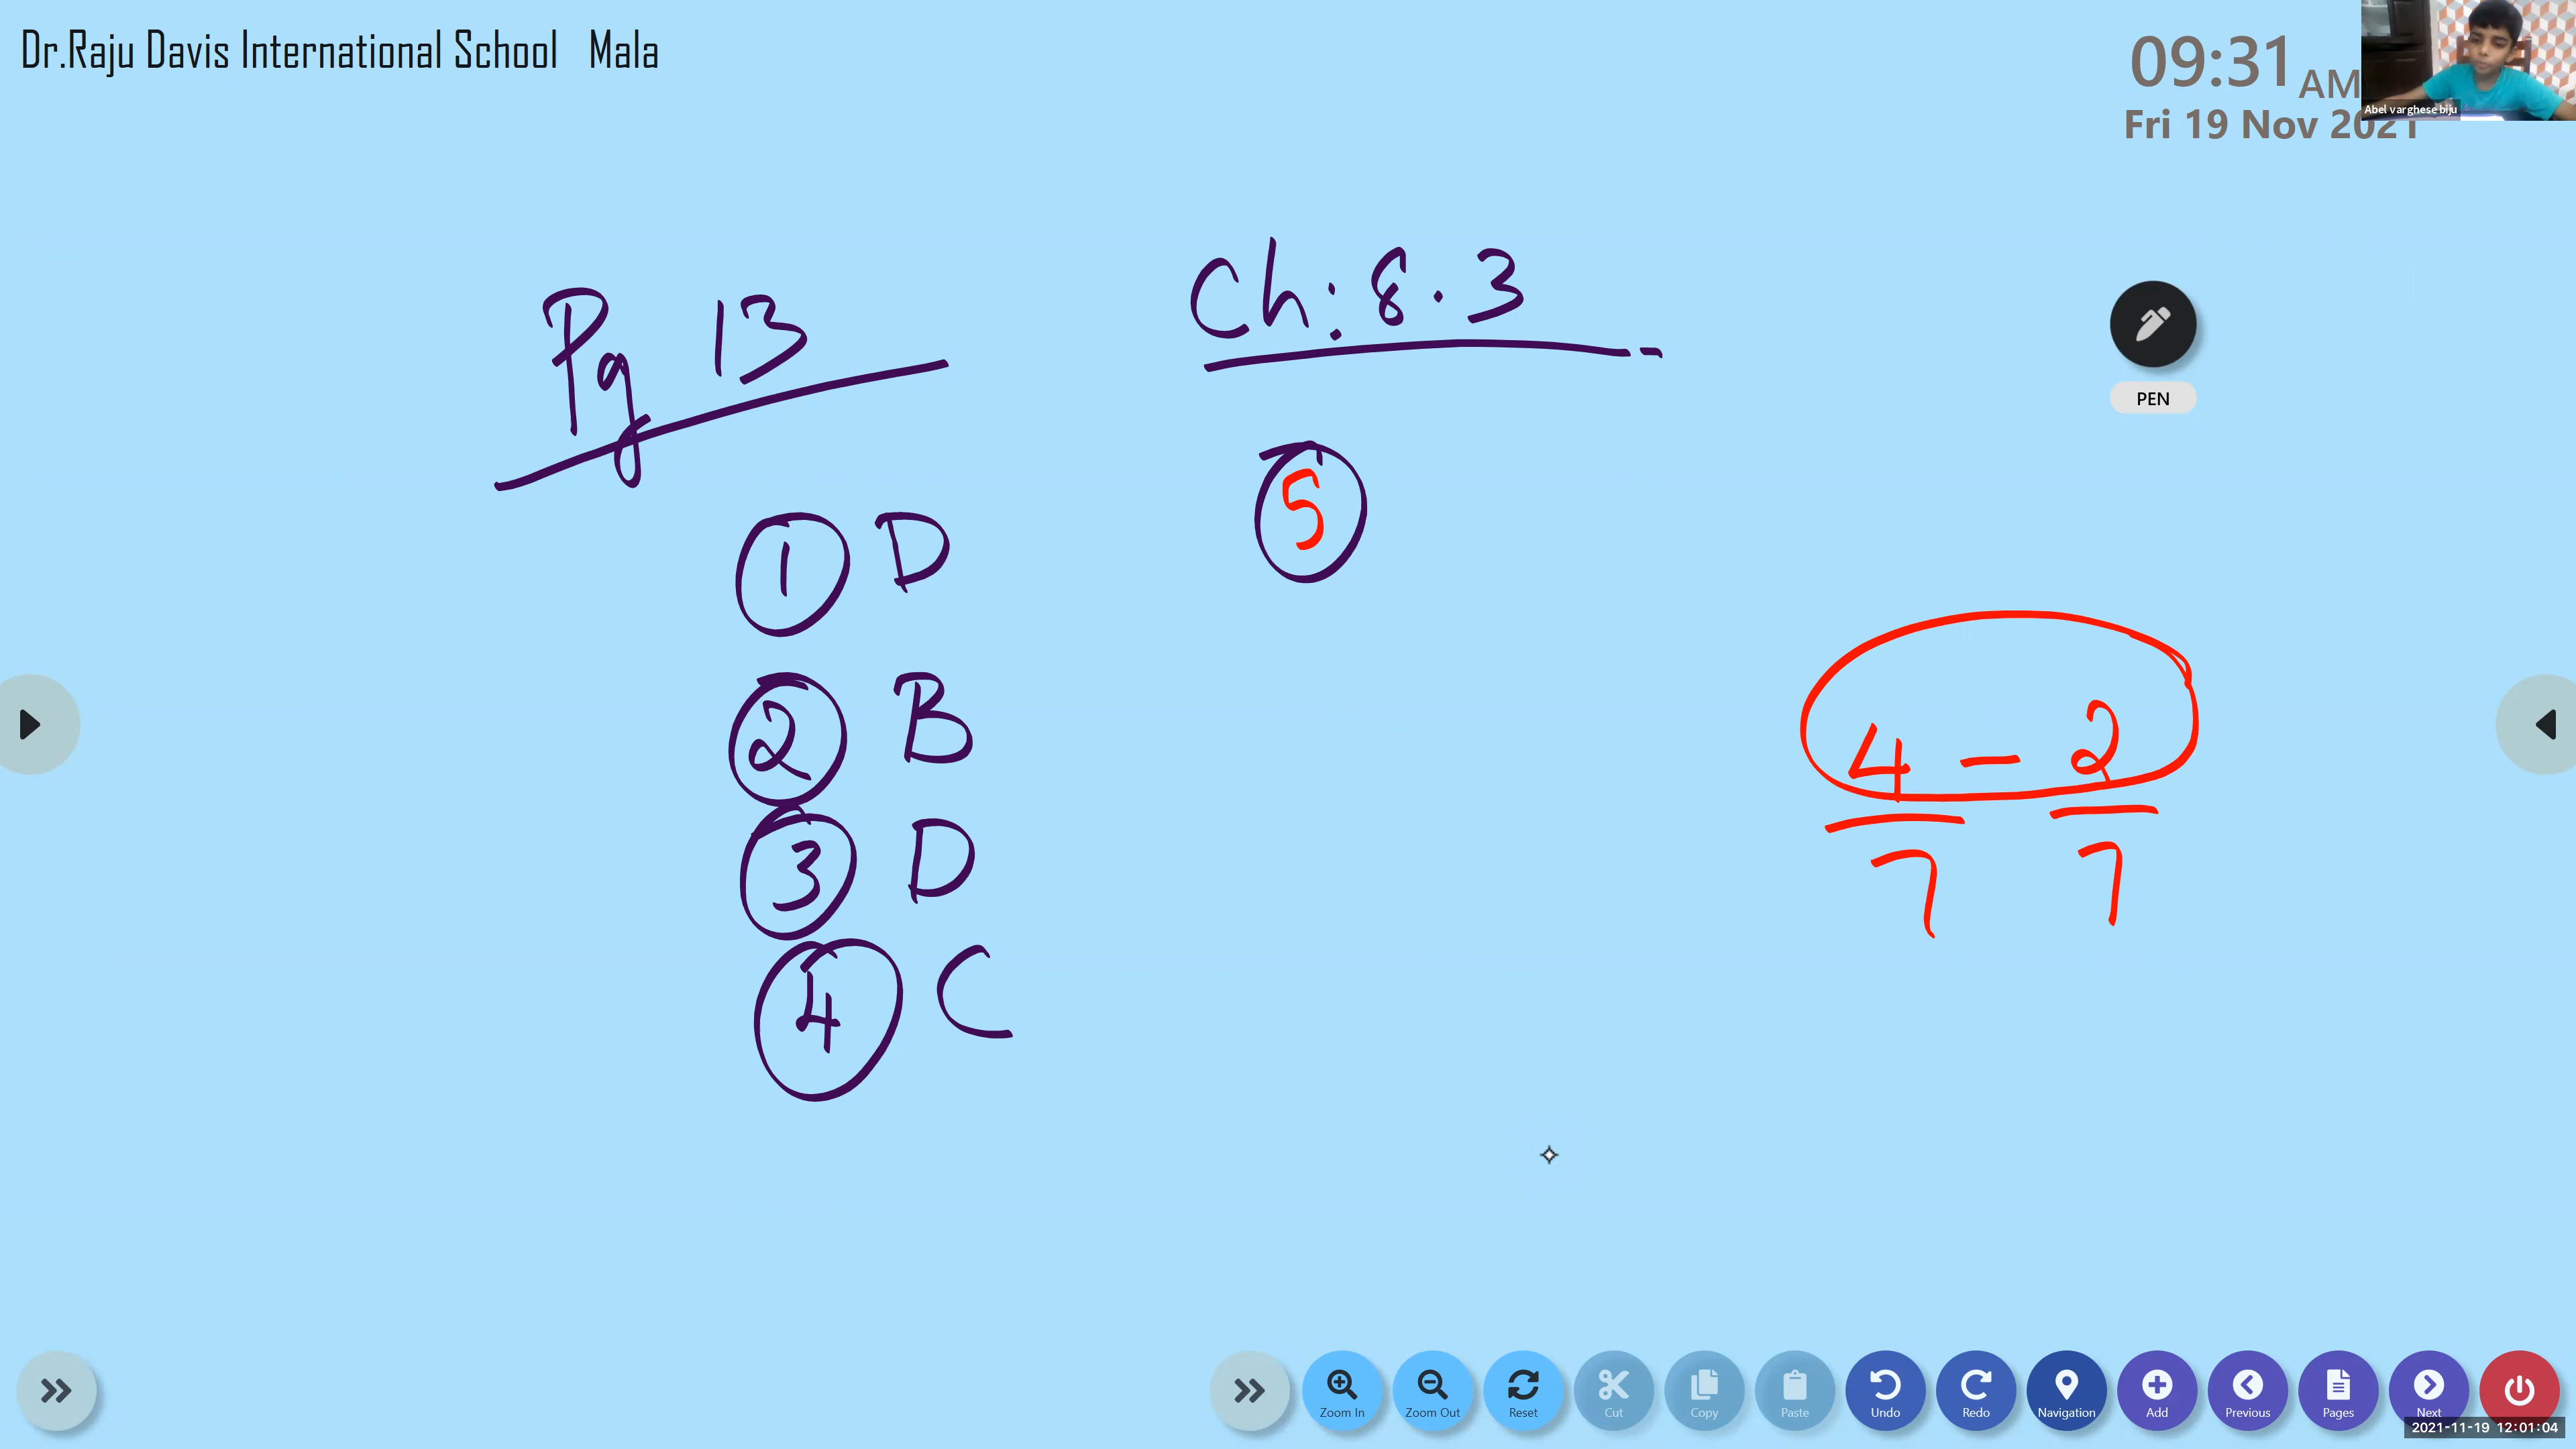 Dr.Raju Davis International School Mala
09:31 AM
Fri 19 Nov 2021
Abel varghese biju
Pg 13
Ch: 8.3
PEN
1 D
5
2 B
3 D
4 C
4 - 2
7 7
Zoom In Zoom Out Reset Cut Copy Paste Undo Redo Navigation Add Previous Pages Next
2021-11-19 12:01:04